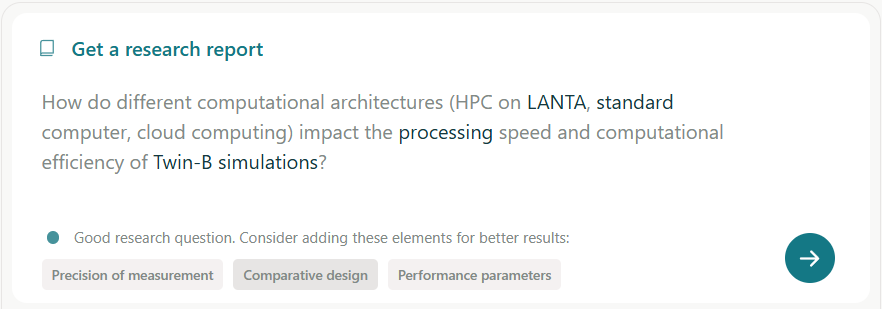 Get a research report
How do different computational architectures (HPC on LANTA, standard
computer, cloud computing) impact the processing speed and computational
efficiency of Twin-B simulations?
Good research question. Consider adding these elements for better results:
Precision of measurement
Comparative design
Performance parameters